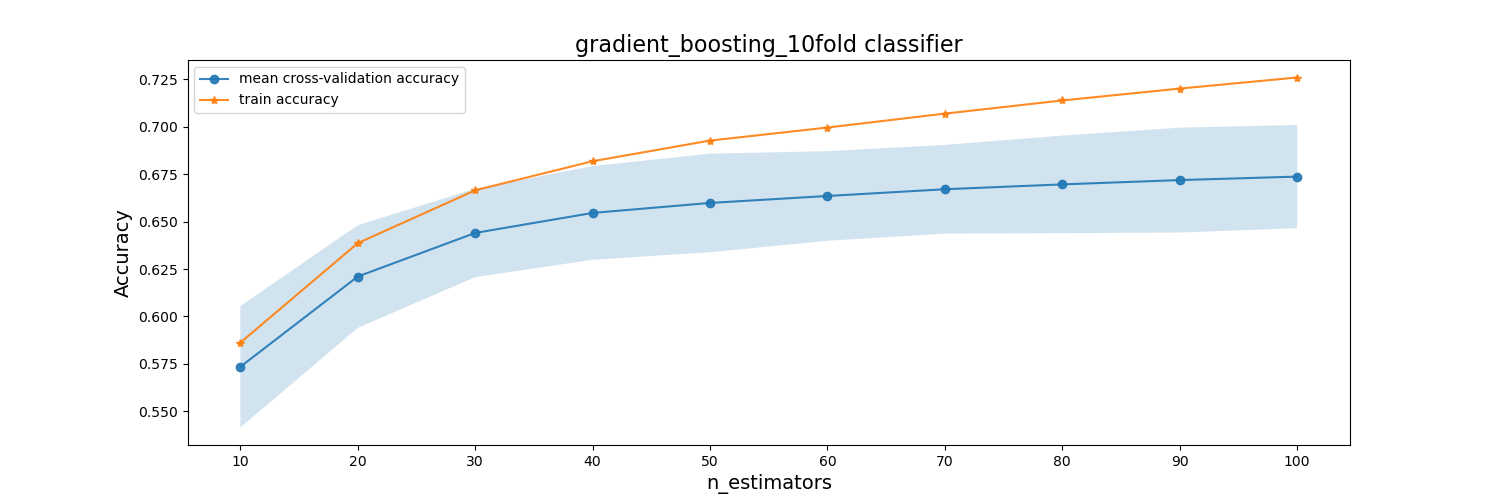 gradient_boosting_10fold classifier
mean cross-validation accuracy
train accuracy
Accuracy
0.725
0.700
0.675
0.650
0.625
0.600
0.575
0.550
10 20 30 40 50 60 70 80 90 100
n_estimators